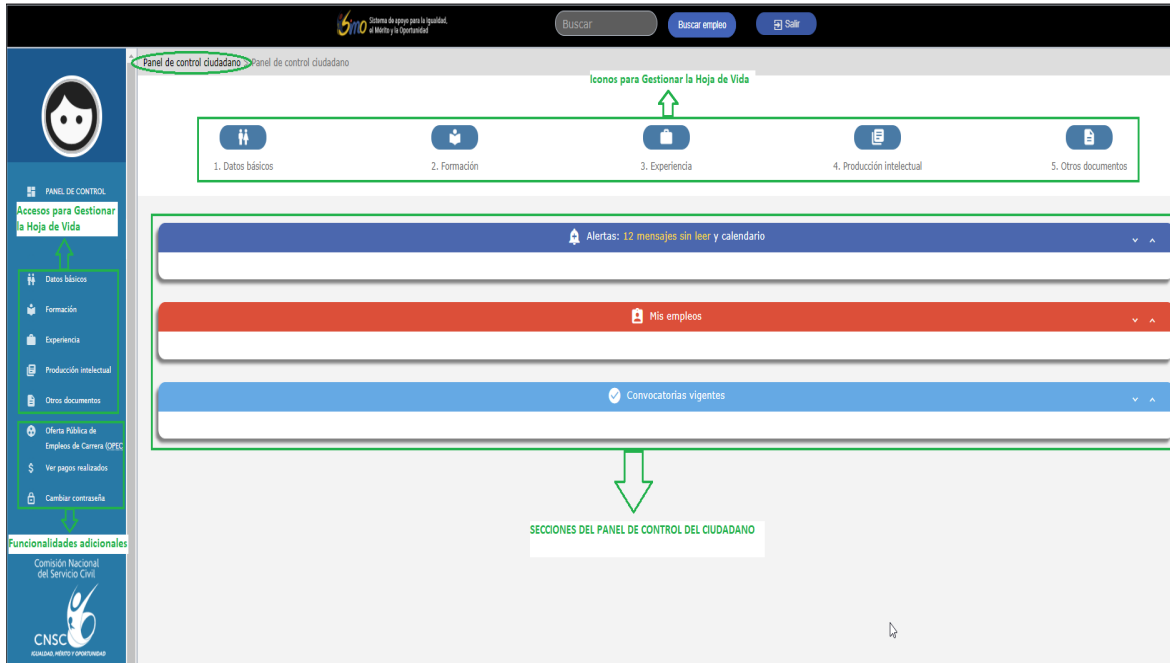 Simo
Sistema de apoyo para la Igualdad,
el Mérito y la Oportunidad
Buscar
Buscar empleo
Salir
Panel de control ciudadano > Panel de control ciudadano
Iconos para Gestionar la Hoja de Vida
1. Datos básicos
2. Formación
3. Experiencia
4. Producción intelectual
5. Otros documentos
PANEL DE CONTROL
Accesos para Gestionar
la Hoja de Vida
Datos básicos
Formación
Experiencia
Producción intelectual
Otros documentos
Oferta Pública de
Empleos de Carrera (OPEC
Ver pagos realizados
Cambiar contraseña
Funcionalidades adicionales
Comisión Nacional
del Servicio Civil
CNSC
IGUALDAD, MÉRITO Y OPORTUNIDAD
Alertas: 12 mensajes sin leer y calendario
Mis empleos
Convocatorias vigentes
SECCIONES DEL PANEL DE CONTROL DEL CIUDADANO